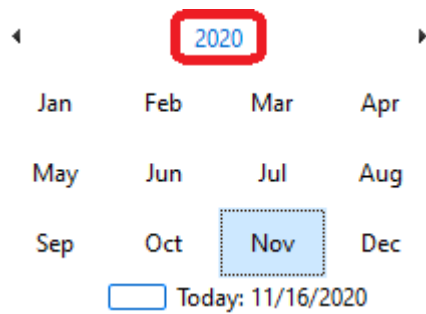 2020
Jan Feb Mar Apr
May Jun Jul Aug
Sep Oct Nov Dec
Today: 11/16/2020